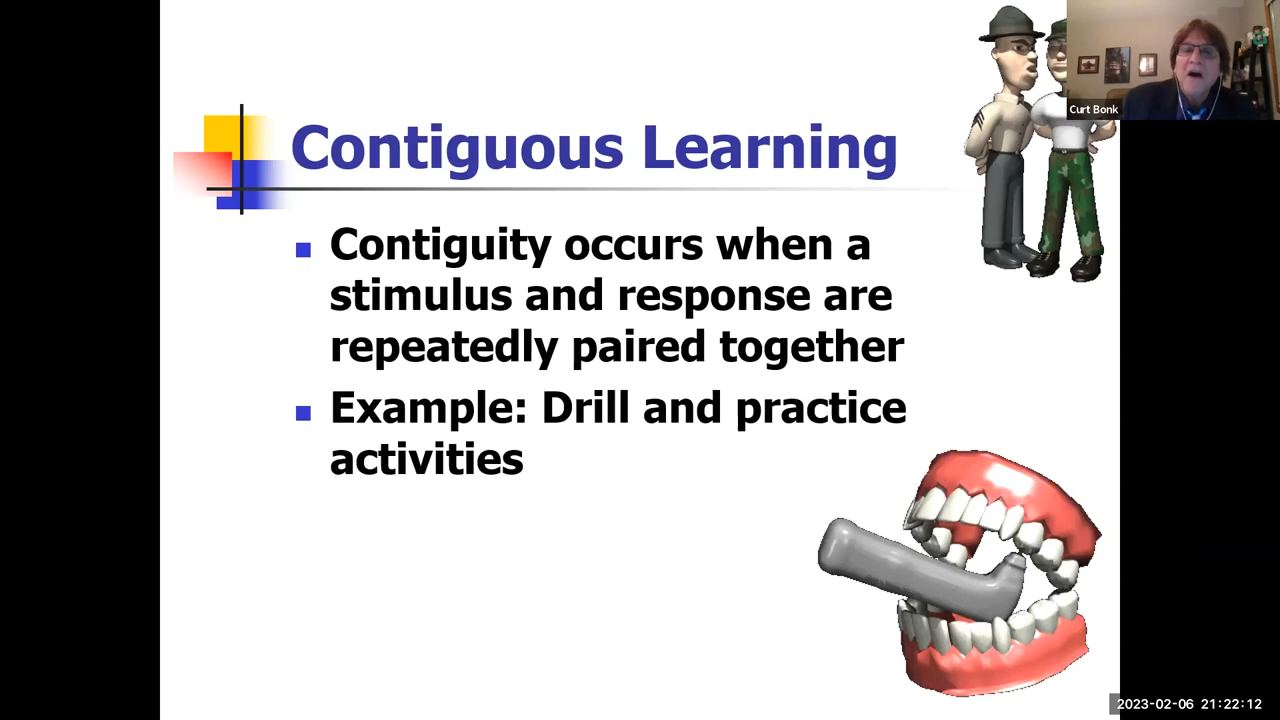 Curt Bonk
Contiguous Learning
Contiguity occurs when a
stimulus and response are
repeatedly paired together
Example: Drill and practice
activities
2023-02-06 21:22:12